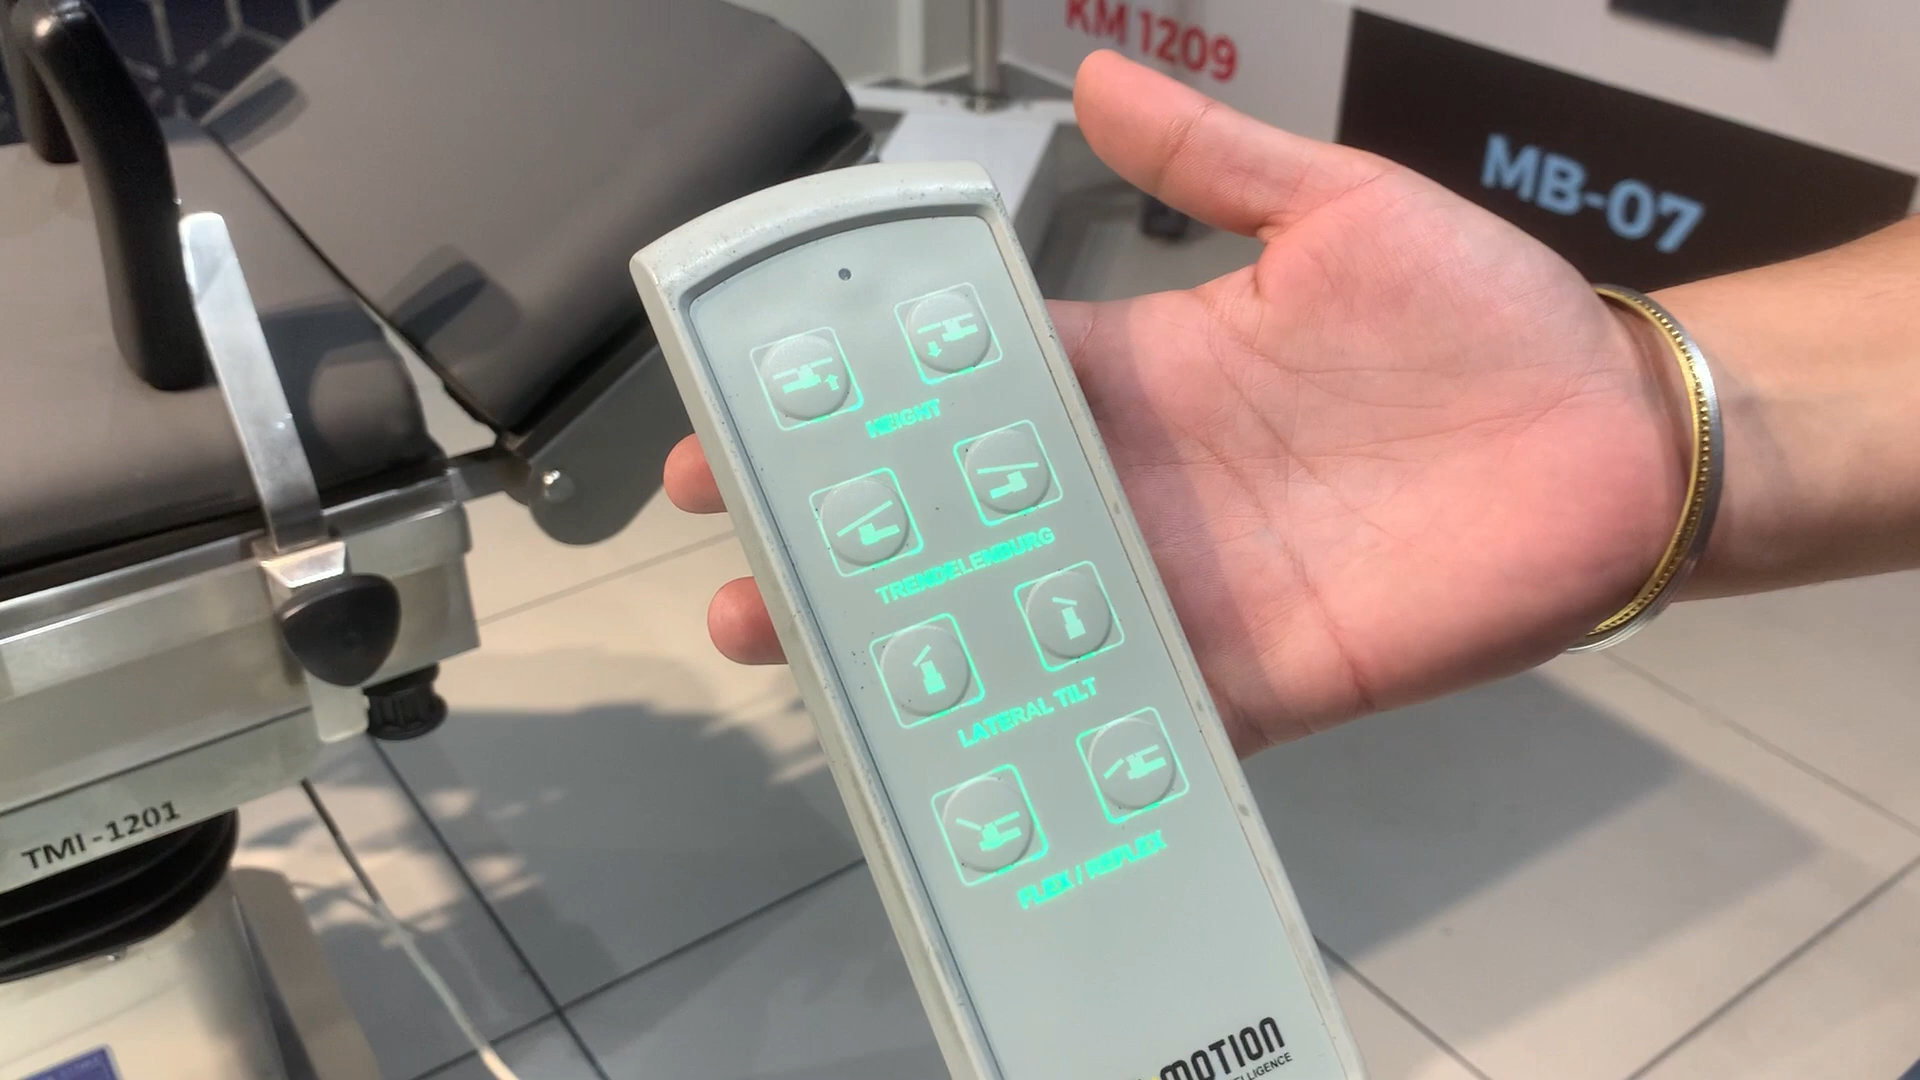 KM 1209
MB-07
HEIGHT
TRENDELENBURG
LATERAL TILT
FLEX / REFLEX
MOTION
TMI-1201